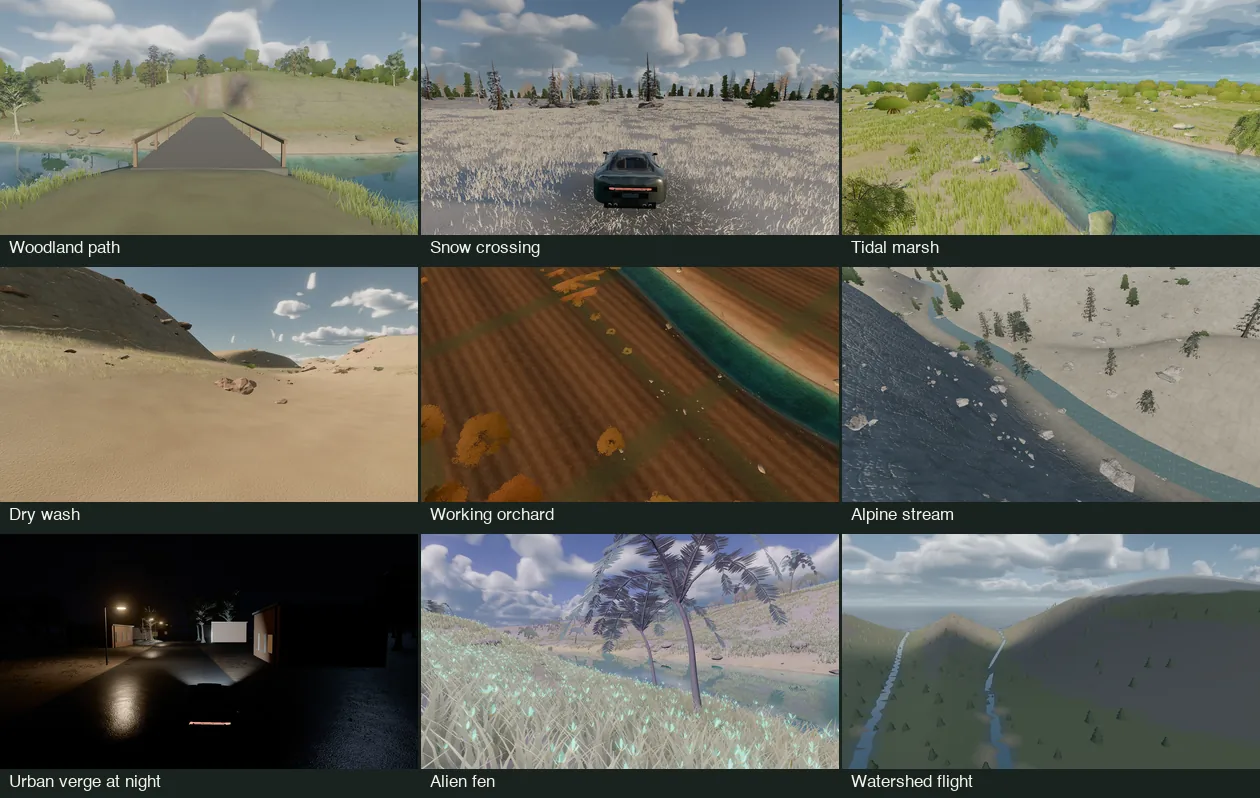 Woodland path
Snow crossing
Tidal marsh
Dry wash
Working orchard
Alpine stream
Urban verge at night
Alien fen
Watershed flight